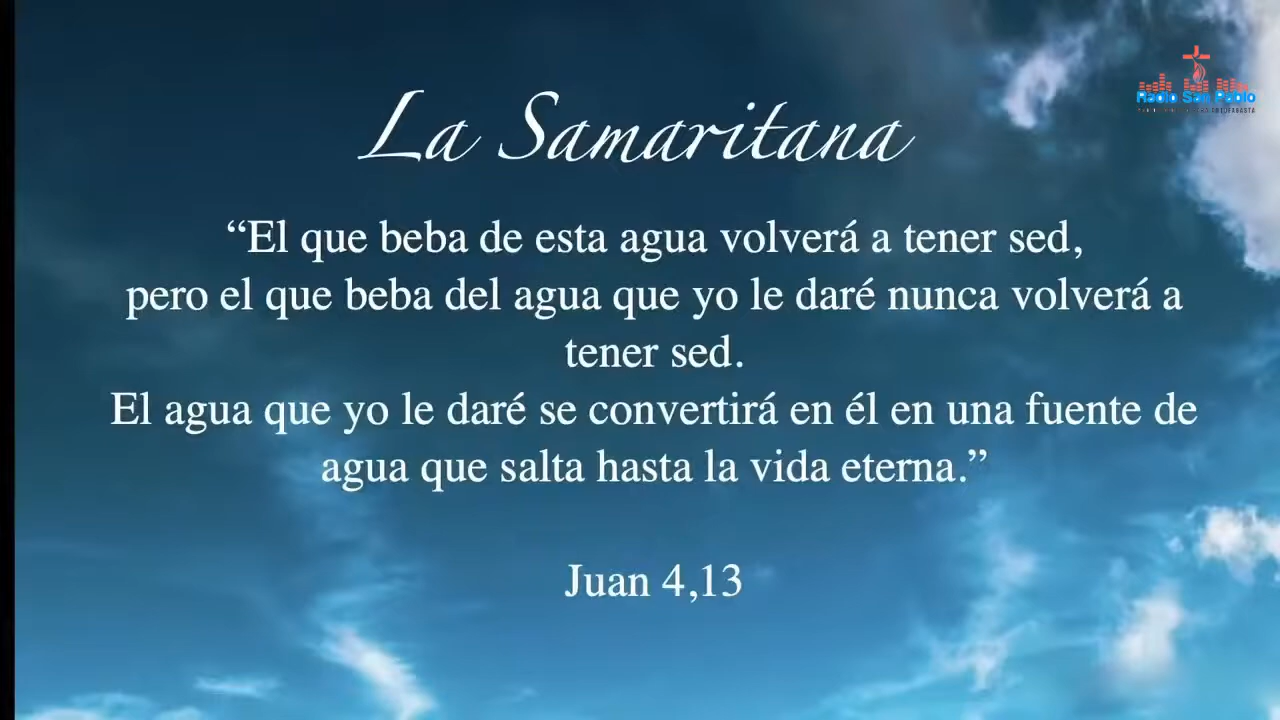 La Samaritana
Radio San Pablo
“El que beba de esta agua volverá a tener sed,
pero el que beba del agua que yo le daré nunca volverá a
tener sed.
El agua que yo le daré se convertirá en él en una fuente de
agua que salta hasta la vida eterna.”
Juan 4,13